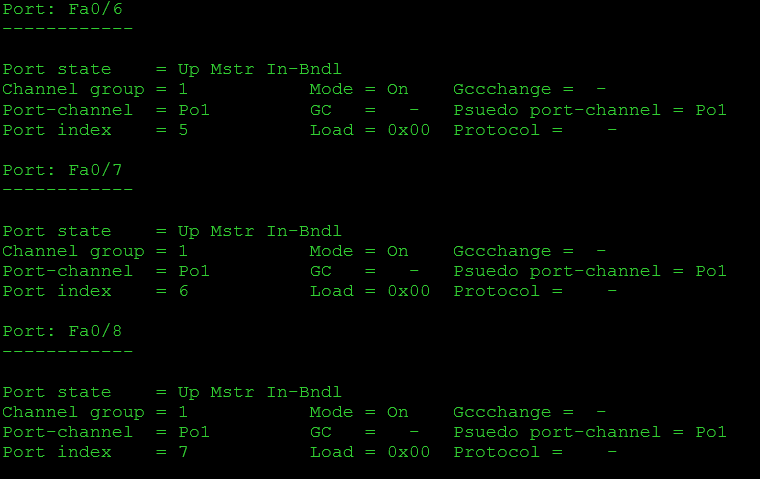 Port: Fa0/6
------------
Port state    = Up Mstr In-Bndl
Channel group = 1           Mode = On    Gccchange =  -
Port-channel  = Po1         GC   =   -   Psuedo port-channel = Po1
Port index    = 5           Load = 0x00  Protocol =    -
Port: Fa0/7
------------
Port state    = Up Mstr In-Bndl
Channel group = 1           Mode = On    Gccchange =  -
Port-channel  = Po1         GC   =   -   Psuedo port-channel = Po1
Port index    = 6           Load = 0x00  Protocol =    -
Port: Fa0/8
------------
Port state    = Up Mstr In-Bndl
Channel group = 1           Mode = On    Gccchange =  -
Port-channel  = Po1         GC   =   -   Psuedo port-channel = Po1
Port index    = 7           Load = 0x00  Protocol =    -